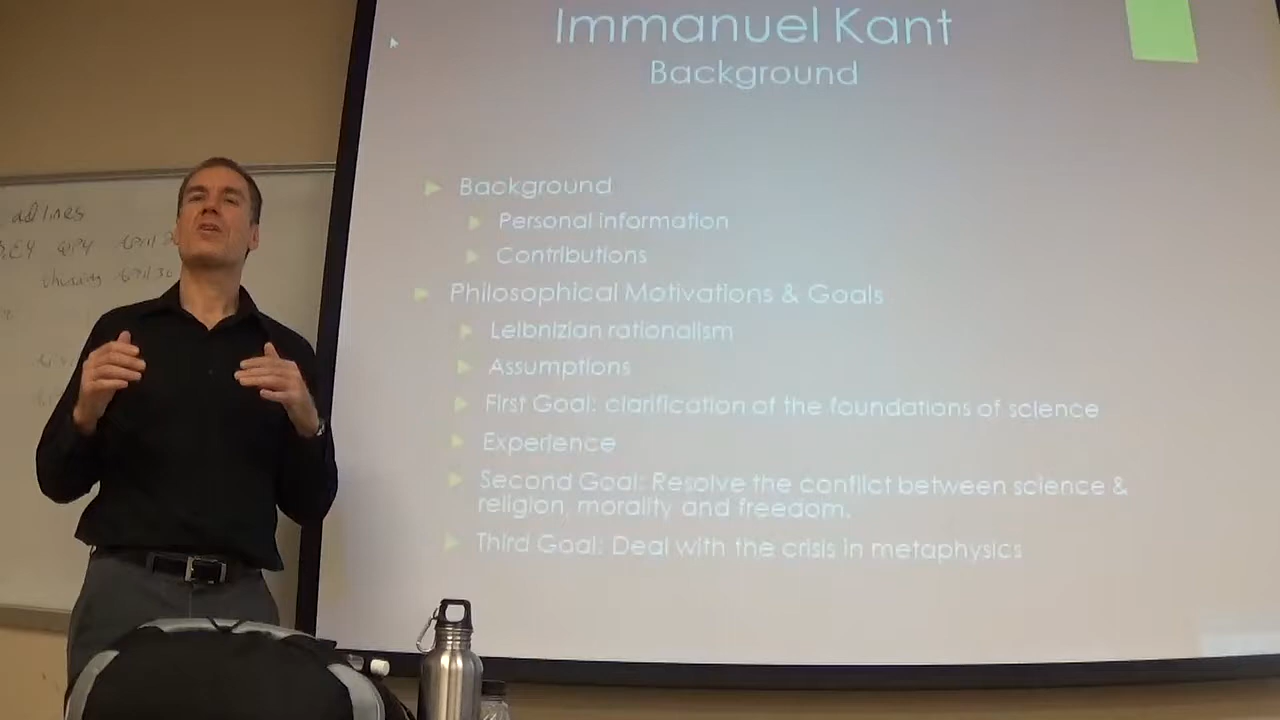 Immanuel Kant
Background
Background
Personal information
Contributions
Philosophical Motivations & Goals
Leibnizian rationalism
Assumptions
First Goal: clarification of the foundations of science
Experience
Second Goal: Resolve the conflict between science &
religion, morality and freedom.
Third Goal: Deal with the crisis in metaphysics
adlines